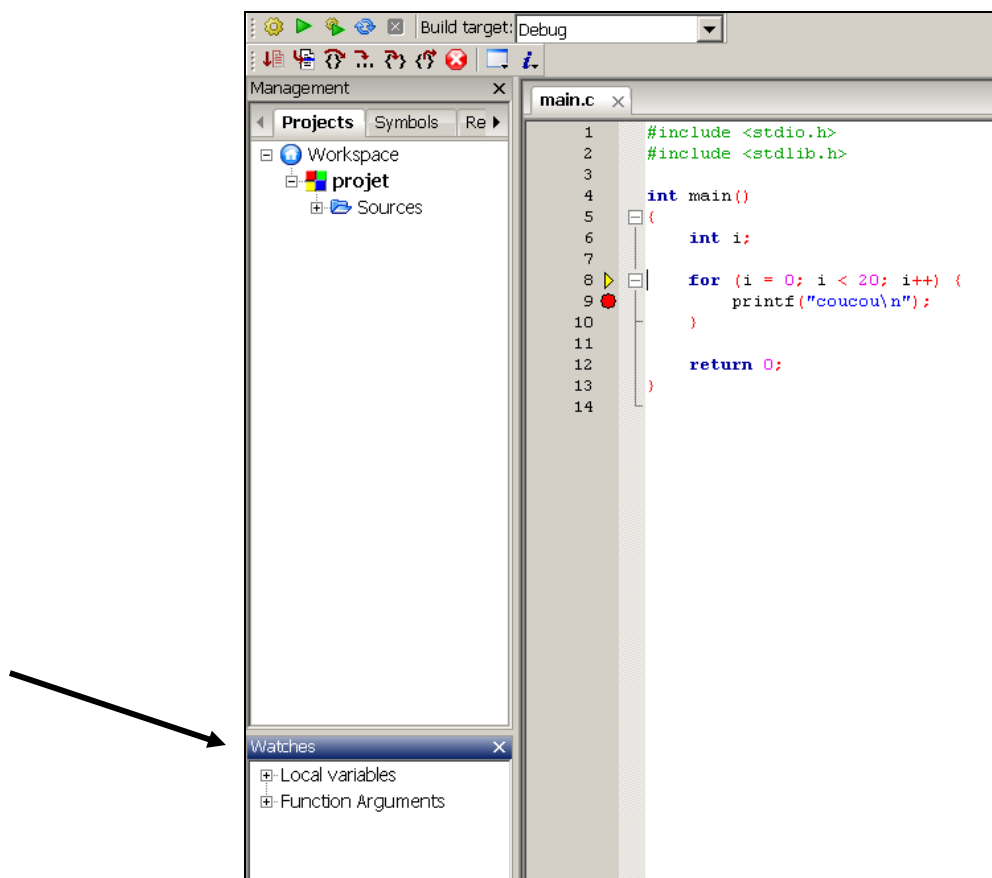 Build target: Debug
Management
Projects Symbols Re
Workspace
projet
Sources
Watches
Local variables
Function Arguments
main.c
1 #include <stdio.h>
2 #include <stdlib.h>
3
4 int main()
5 {
6 int i;
7
8 for (i = 0; i < 20; i++) {
9 printf("coucou\n");
10 }
11
12 return 0;
13 }
14